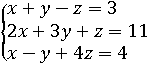 x + y − z = 3
2x + 3y + z = 11
x − y + 4z = 4